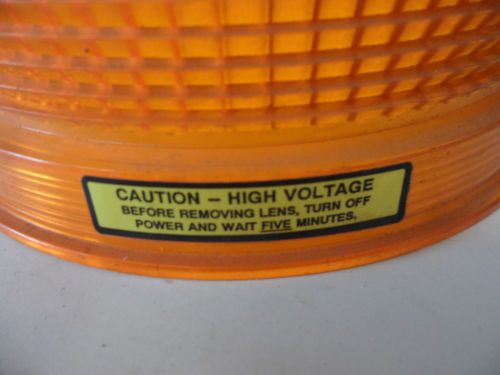 CAUTION – HIGH VOLTAGE
BEFORE REMOVING LENS, TURN OFF
POWER AND WAIT FIVE MINUTES.